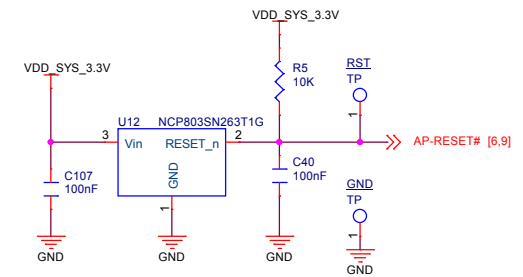 VDD_SYS_3.3V
VDD_SYS_3.3V
R5
10K
RST
TP
1
U12 NCP803SN263T1G
3
Vin
RESET_n
2
GND
1
AP-RESET# [6,9]
C107
100nF
C40
100nF
GND
TP
1
GND
GND
GND
GND